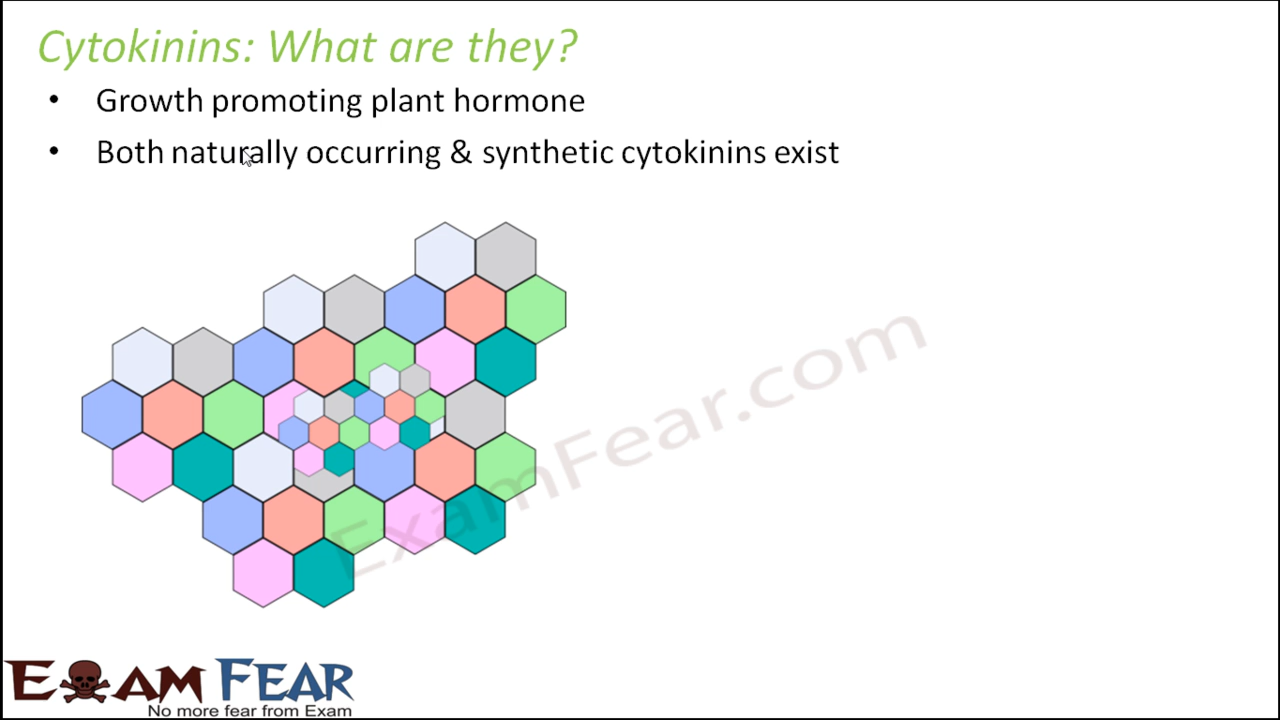 Cytokinins: What are they?
• Growth promoting plant hormone
• Both naturally occurring & synthetic cytokinins exist
ExamFear.com
EXAM FEAR
No more fear from Exam